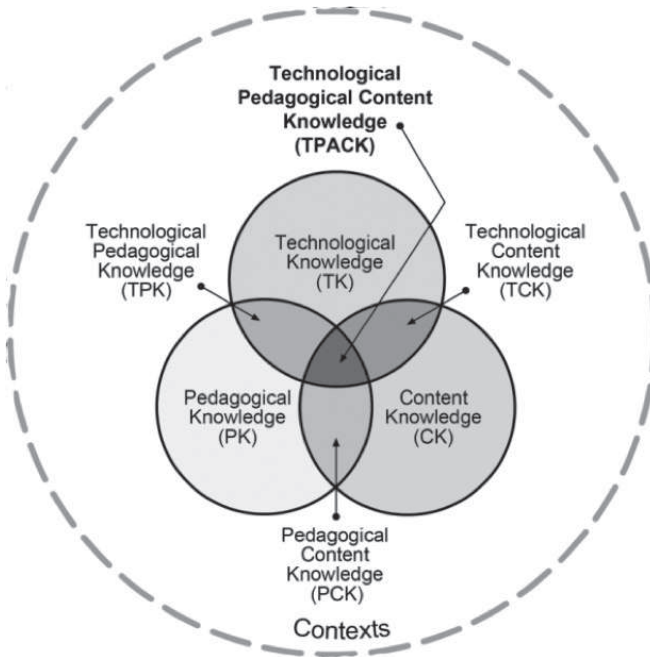 Technological
Pedagogical Content
Knowledge
(TPACK)
Technological
Pedagogical
Knowledge
(TPK)
Technological
Knowledge
(TK)
Technological
Content
Knowledge
(TCK)
Pedagogical
Knowledge
(PK)
Content
Knowledge
(CK)
Pedagogical
Content
Knowledge
(PCK)
Contexts